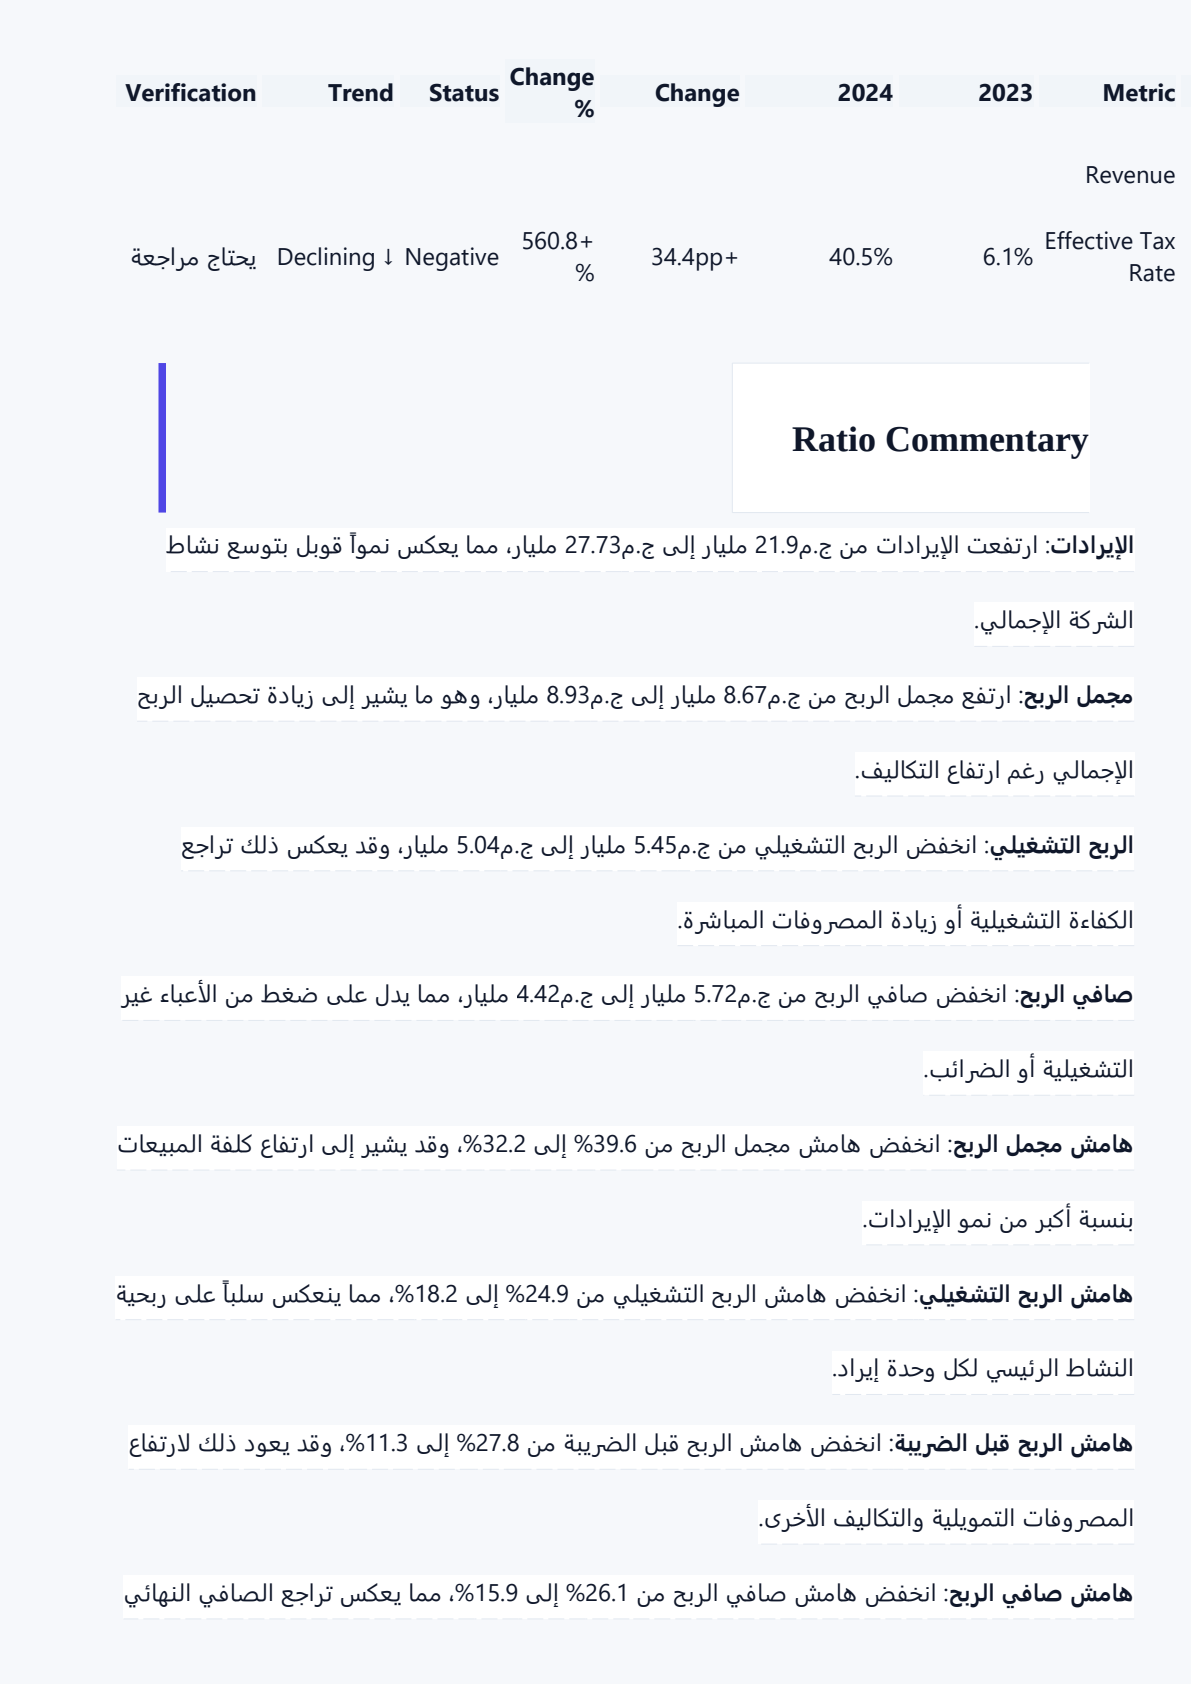 Metric 2023 2024 Change Change % Status Trend Verification
Revenue
Effective Tax Rate 6.1% 40.5% 34.4pp+ 560.8+ % Negative Declining ↓ يحتاج مراجعة
Ratio Commentary
الإيرادات: ارتفعت الإيرادات من ج.م21.9 مليار إلى ج.م27.73 مليار، مما يعكس نمواً قوبل بتوسع نشاط
الشركة الإجمالي.
مجمل الربح: ارتفع مجمل الربح من ج.م8.67 مليار إلى ج.م8.93 مليار، وهو ما يشير إلى زيادة تحصيل الربح
الإجمالي رغم ارتفاع التكاليف.
الربح التشغيلي: انخفض الربح التشغيلي من ج.م5.45 مليار إلى ج.م5.04 مليار، وقد يعكس ذلك تراجع
الكفاءة التشغيلية أو زيادة المصروفات المباشرة.
صافي الربح: انخفض صافي الربح من ج.م5.72 مليار إلى ج.م4.42 مليار، مما يدل على ضغط من الأعباء غير
التشغيلية أو الضرائب.
هامش مجمل الربح: انخفض هامش مجمل الربح من 39.6% إلى 32.2%، وقد يشير إلى ارتفاع كلفة المبيعات
بنسبة أكبر من نمو الإيرادات.
هامش الربح التشغيلي: انخفض هامش الربح التشغيلي من 24.9% إلى 18.2%، مما ينعكس سلباً على ربحية
النشاط الرئيسي لكل وحدة إيراد.
هامش الربح قبل الضريبة: انخفض هامش الربح قبل الضريبة من 27.8% إلى 11.3%، وقد يعود ذلك لارتفاع
المصروفات التمويلية والتكاليف الأخرى.
هامش صافي الربح: انخفض هامش صافي الربح من 26.1% إلى 15.9%، مما يعكس تراجع الصافي النهائي